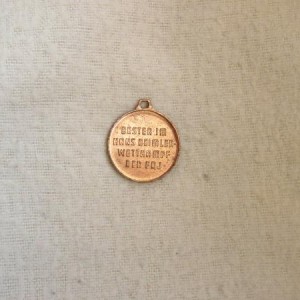 BESTER IM
HANS BEIMLER-
WETTKAMPF
DER FDJ